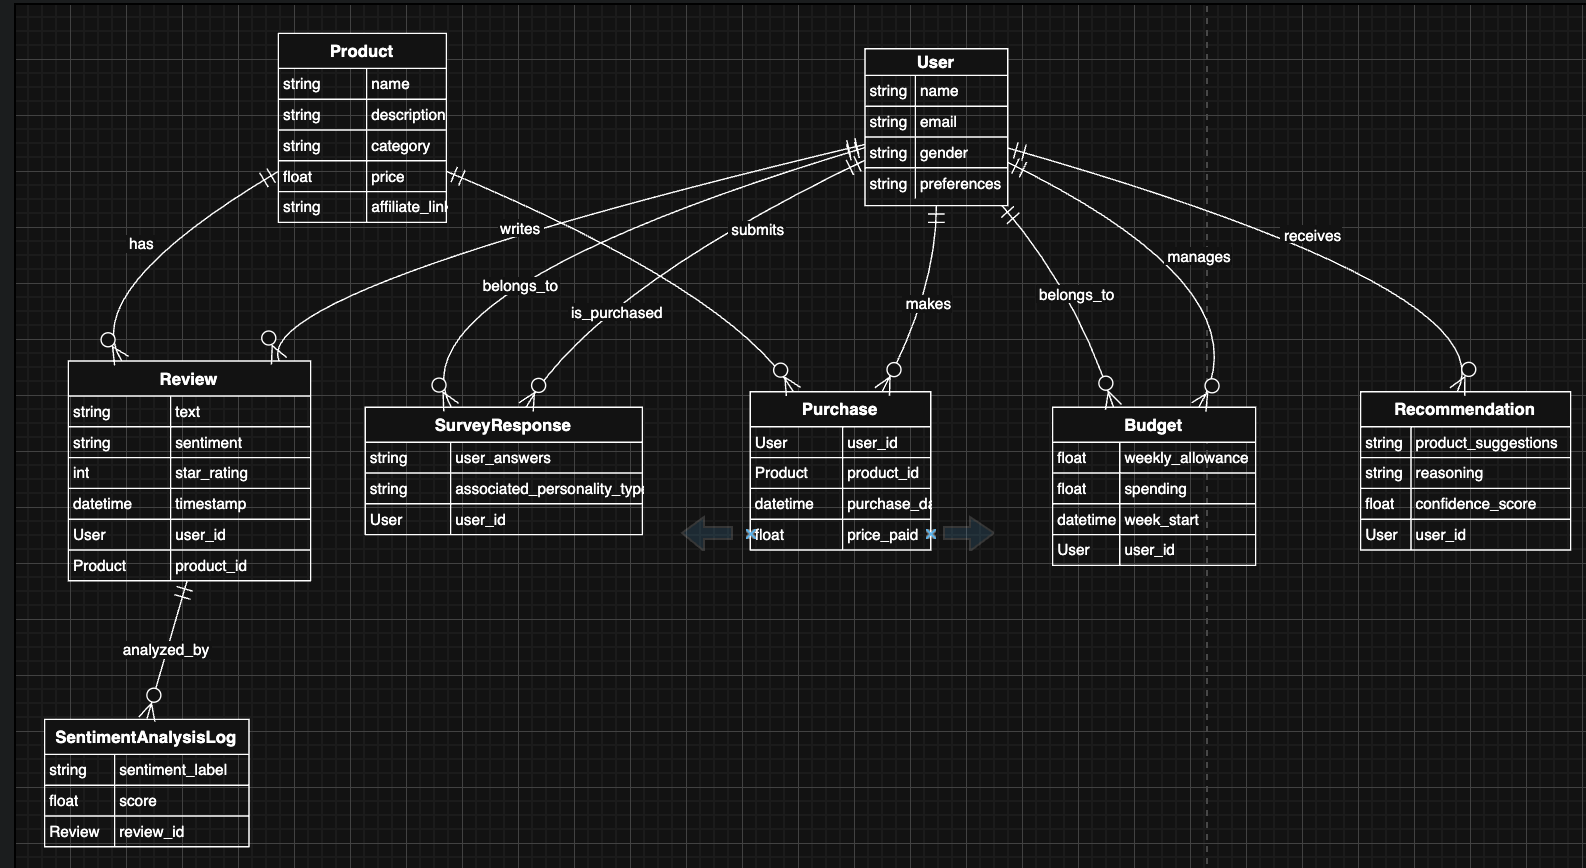 Product
string name
string description
string category
float price
string affiliate_link
User
string name
string email
string gender
string preferences
has
writes
submits
belongs_to
is_purchased
makes
belongs_to
manages
receives
Review
string text
string sentiment
int star_rating
datetime timestamp
User user_id
Product product_id
SurveyResponse
string user_answers
string associated_personality_type
User user_id
Purchase
User user_id
Product product_id
datetime purchase_da
float price_paid
Budget
float weekly_allowance
float spending
datetime week_start
User user_id
Recommendation
string product_suggestions
string reasoning
float confidence_score
User user_id
analyzed_by
SentimentAnalysisLog
string sentiment_label
float score
Review review_id